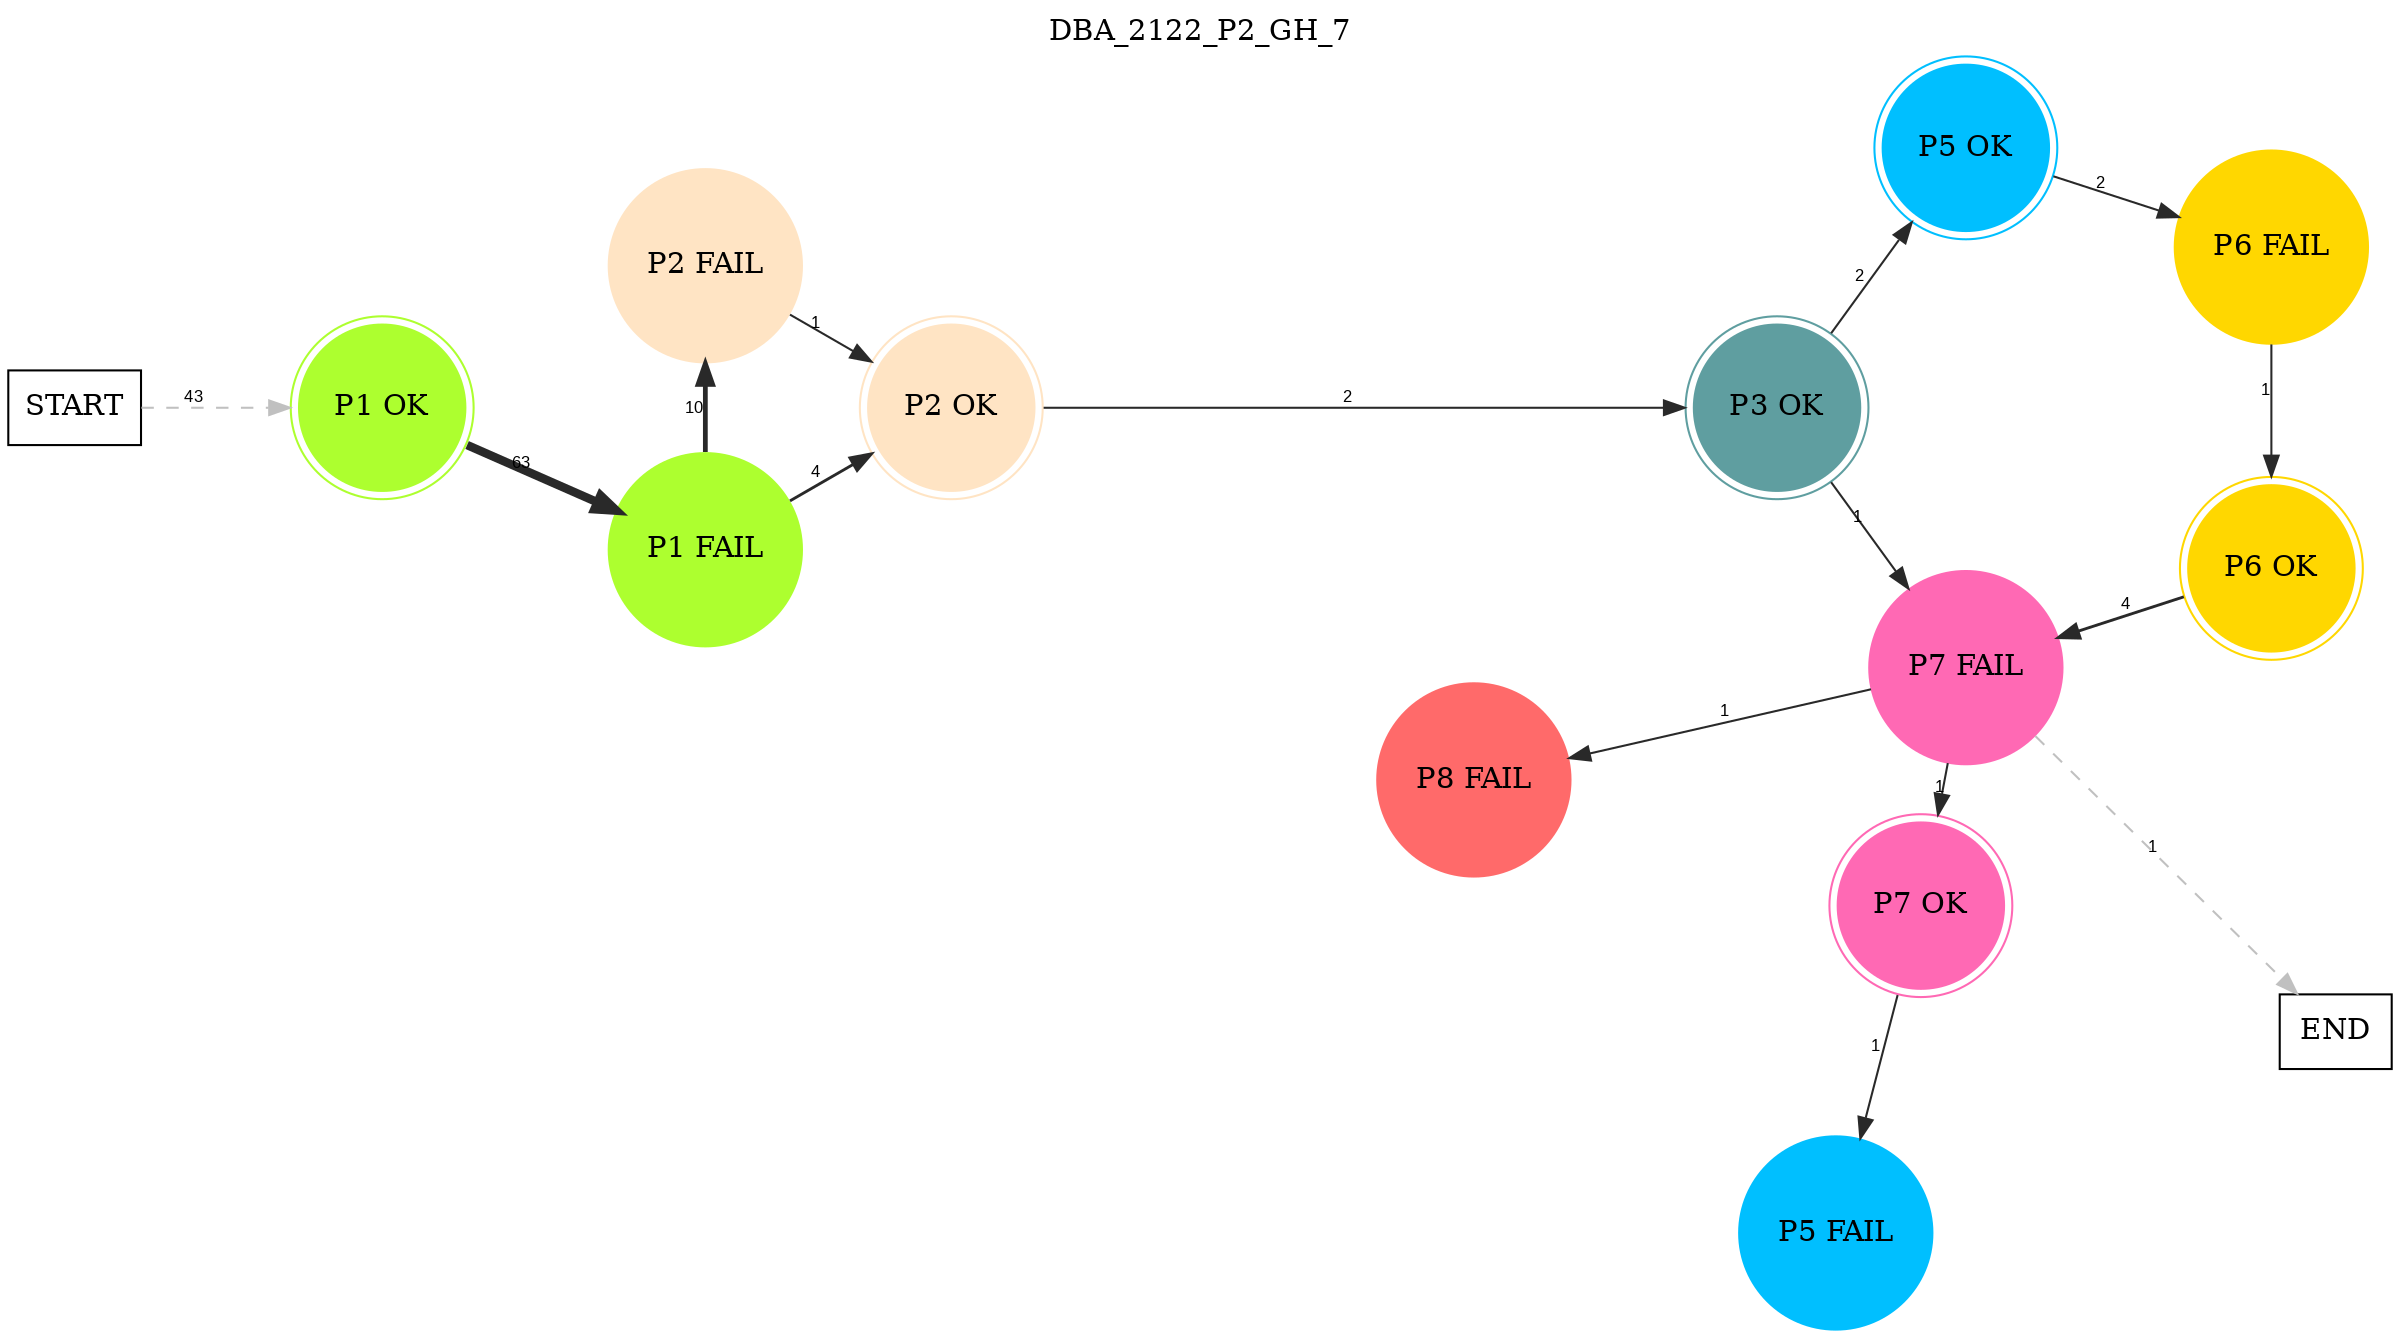 DBA_2122_P2_GH_7
START
43
P1 OK
63
P1 FAIL
10
P2 FAIL
1
4
P2 OK
2
P3 OK
2
P5 OK
2
P6 FAIL
1
P6 OK
4
1
P7 FAIL
1
P8 FAIL
1
P7 OK
1
END
1
P5 FAIL